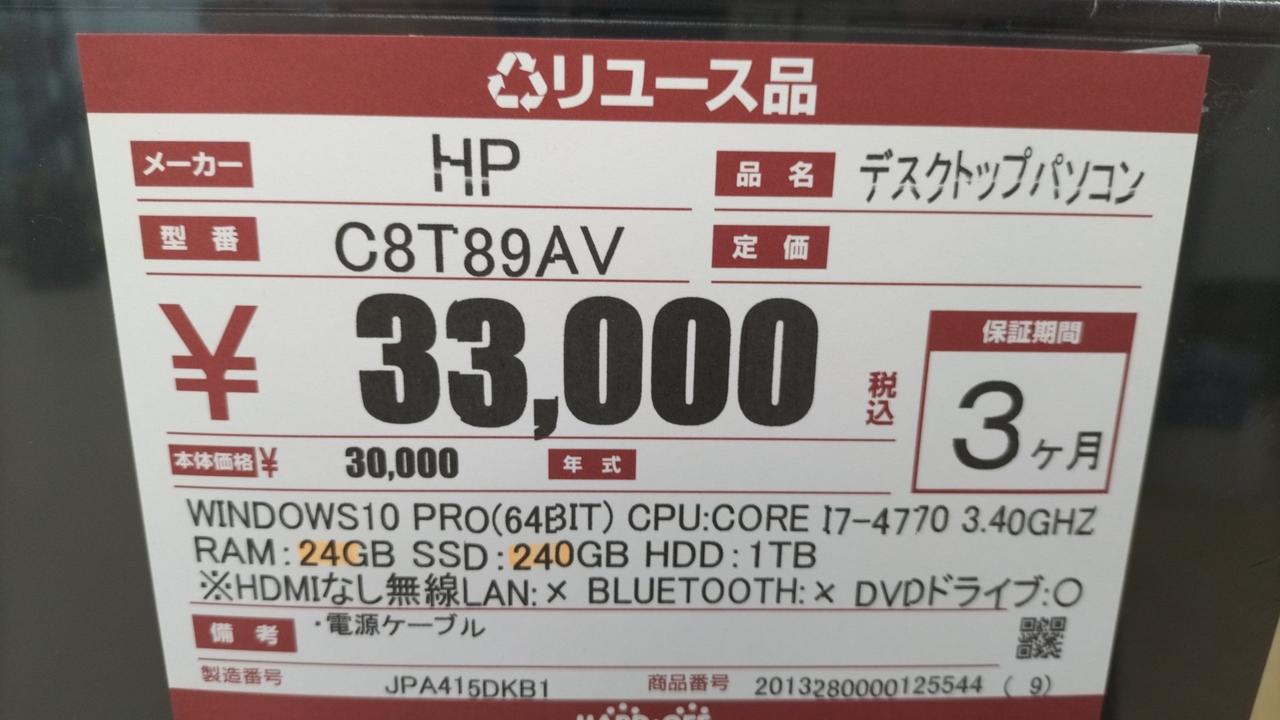 リユース品
メーカー HP 品名 デスクトップパソコン
型番 C8T89AV 定価
¥ 33,000 税込
保証期間
3ヶ月
本体価格¥ 30,000 年式
WINDOWS10 PRO(64BIT) CPU:CORE I7-4770 3.40GHZ
RAM:24GB SSD:240GB HDD:1TB
※HDMIなし無線LAN:× BLUETOOTH:× DVDドライブ:○
備考 ・電源ケーブル
製造番号 JPA415DKB1 商品番号 2013280000125544 ( 9)
HARD・OFF